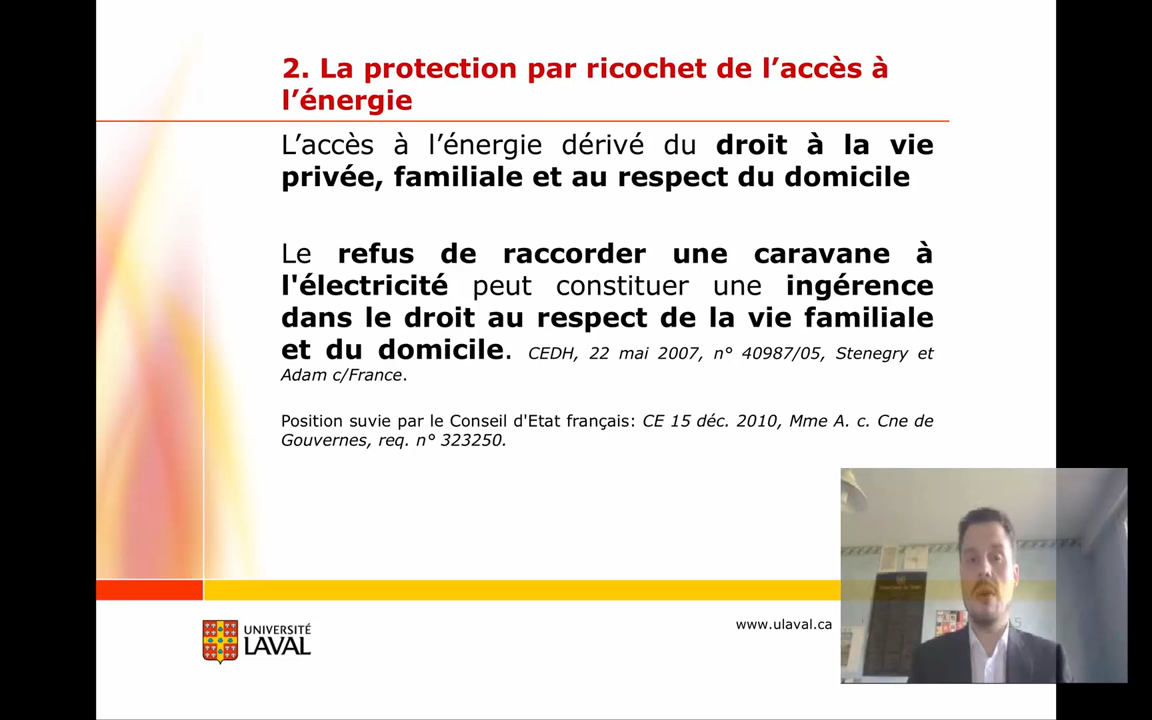 2. La protection par ricochet de l’accès à
l’énergie
L’accès à l’énergie dérivé du droit à la vie
privée, familiale et au respect du domicile
Le refus de raccorder une caravane à
l'électricité peut constituer une ingérence
dans le droit au respect de la vie familiale
et du domicile. CEDH, 22 mai 2007, n° 40987/05, Stenegry et
Adam c/France.
Position suvie par le Conseil d'Etat français: CE 15 déc. 2010, Mme A. c. Cne de
Gouvernes, req. n° 323250.
UNIVERSITÉ
LAVAL
www.ulaval.ca